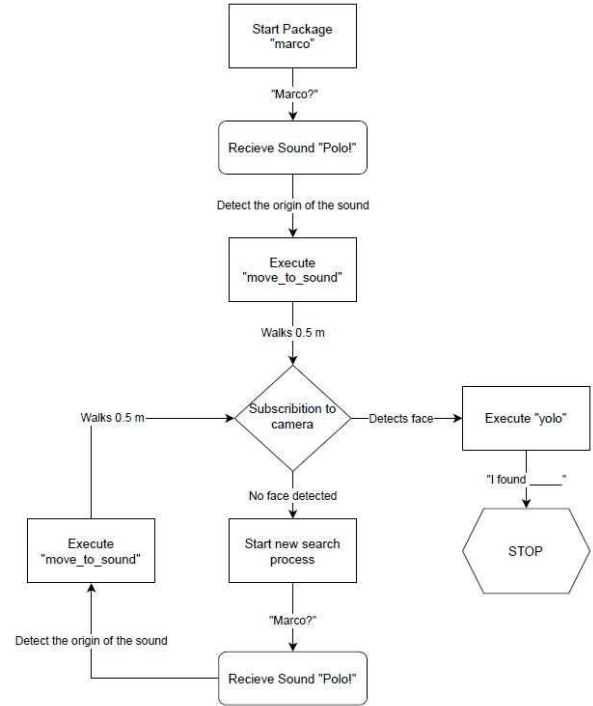 Start Package
"marco"
"Marco?"
Recieve Sound "Polo!"
Detect the origin of the sound
Execute
"move_to_sound"
Walks 0.5 m
Walks 0.5 m
Subscribition to
camera
Detects face
Execute "yolo"
No face detected
"I found _____"
Execute
"move_to_sound"
Start new search
process
STOP
"Marco?"
Detect the origin of the sound
Recieve Sound "Polo!"